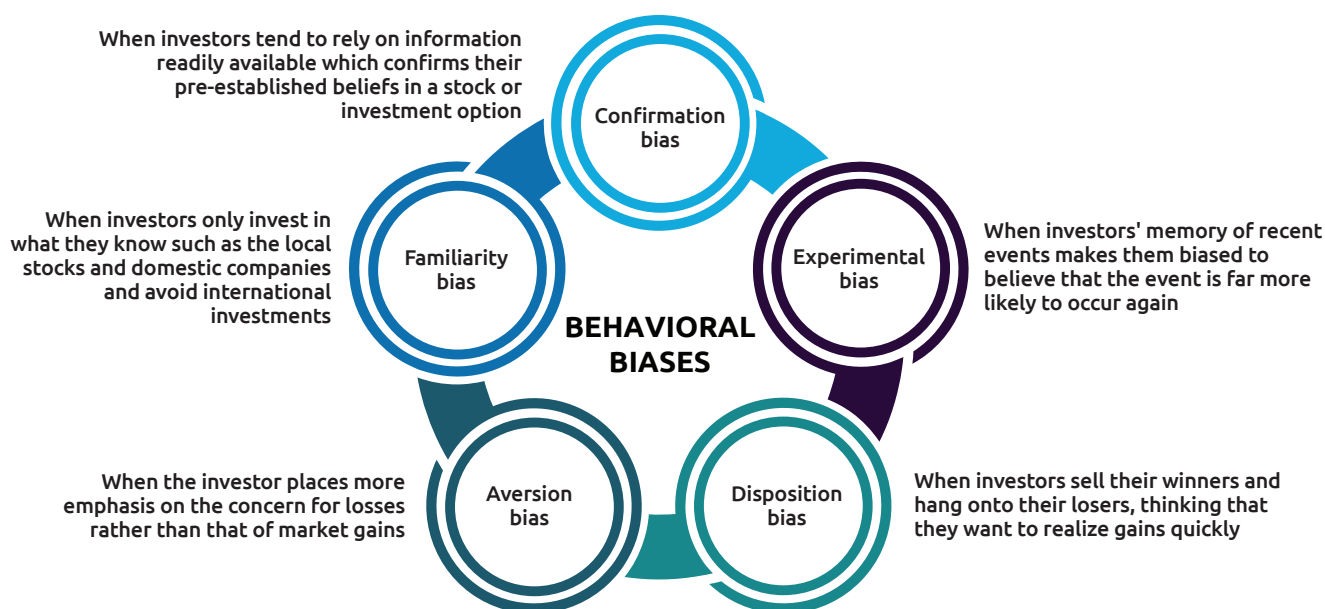 When investors tend to rely on information
readily available which confirms their
pre-established beliefs in a stock or
investment option
Confirmation
bias
When investors only invest in
what they know such as the local
stocks and domestic companies
and avoid international
investments
Familiarity
bias
Experimental
bias
When investors' memory of recent
events makes them biased to
believe that the event is far more
likely to occur again
BEHAVIORAL
BIASES
When the investor places more
emphasis on the concern for losses
rather than that of market gains
Aversion
bias
Disposition
bias
When investors sell their winners and
hang onto their losers, thinking that
they want to realize gains quickly